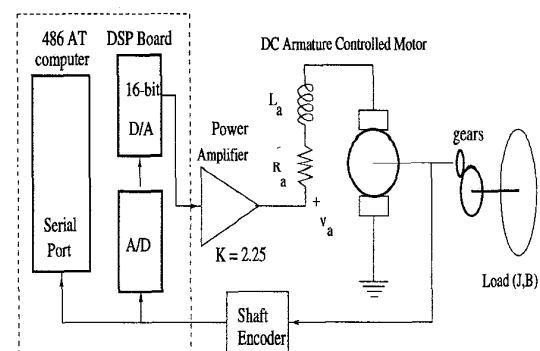 486 AT
computer
DSP Board
DC Armature Controlled Motor
16-bit
D/A
Power
Amplifier
L
a
R
a
gears
+
v
a
Serial
Port
A/D
K = 2.25
Load (J,B)
Shaft
Encoder